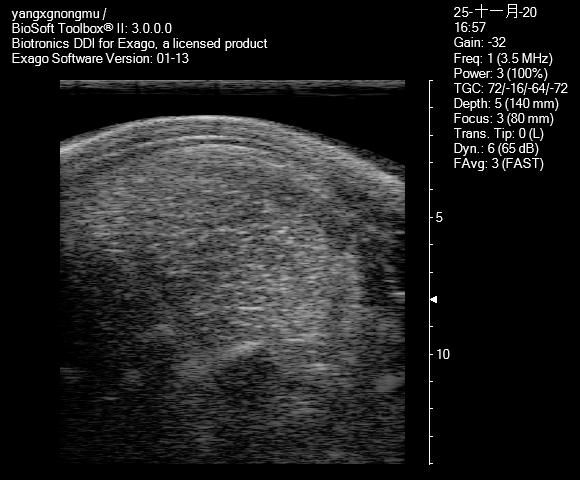 yangxgnongmu /
BioSoft Toolbox® II: 3.0.0.0
Biotronics DDI for Exago, a licensed product
Exago Software Version: 01-13
25-十一月-20
16:57
Gain: -32
Freq: 1 (3.5 MHz)
Power: 3 (100%)
TGC: 72/-16/-64/-72
Depth: 5 (140 mm)
Focus: 3 (80 mm)
Trans. Tip: 0 (L)
Dyn.: 6 (65 dB)
FAvg: 3 (FAST)
5
10